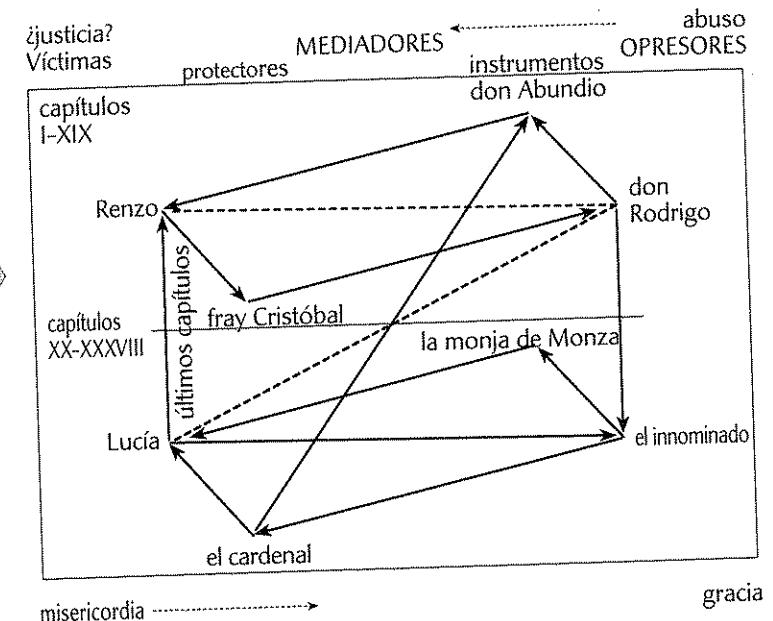 ¿justicia?
Víctimas
protectores
MEDIADORES
instrumentos
abuso
OPRESORES
capítulos
I-XIX
don Abundio
Renzo
don
Rodrigo
últimos capítulos
fray Cristóbal
capítulos
XX-XXXVIII
la monja de Monza
Lucía
el innominado
el cardenal
misericordia
gracia